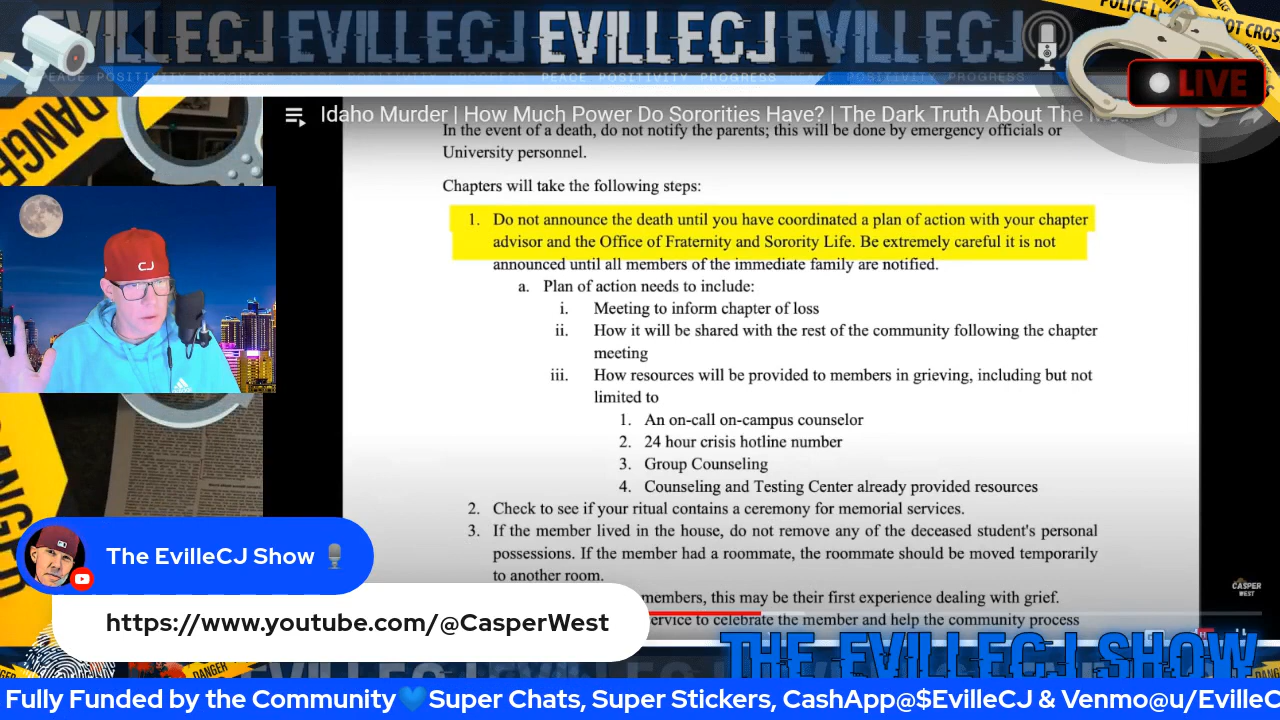 EVILLECJ EVILLECJ EVILLECJ EVILLECJ
PEACE POSITIVITY PROGRESS PEACE POSITIVITY PROGRESS PEACE POSITIVITY PROGRESS
POLICE
NOT CROS
LIVE
DANGER
Idaho Murder | How Much Power Do Sororities Have? | The Dark Truth About The
In the event of a death, do not notify the parents; this will be done by emergency officials or
University personnel.
Chapters will take the following steps:
1. Do not announce the death until you have coordinated a plan of action with your chapter
advisor and the Office of Fraternity and Sorority Life. Be extremely careful it is not
announced until all members of the immediate family are notified.
a. Plan of action needs to include:
i. Meeting to inform chapter of loss
ii. How it will be shared with the rest of the community following the chapter
meeting
iii. How resources will be provided to members in grieving, including but not
limited to
1. An on-call on-campus counselor
2. 24 hour crisis hotline number
3. Group Counseling
4. Counseling and Testing Center already provided resources
2. Check to see if your ritual contains a ceremony for memorial services.
3. If the member lived in the house, do not remove any of the deceased student's personal
possessions. If the member had a roommate, the roommate should be moved temporarily
to another room.
members, this may be their first experience dealing with grief.
service to celebrate the member and help the community process
CJ
adidas
CASPER
WEST
DANGER
The EvilleCJ Show 🎙️
https://www.youtube.com/@CasperWest
DANGER
THE EVILLECJ SHOW
Fully Funded by the Community💙Super Chats, Super Stickers, CashApp@$EvilleCJ & Venmo@u/EvilleC